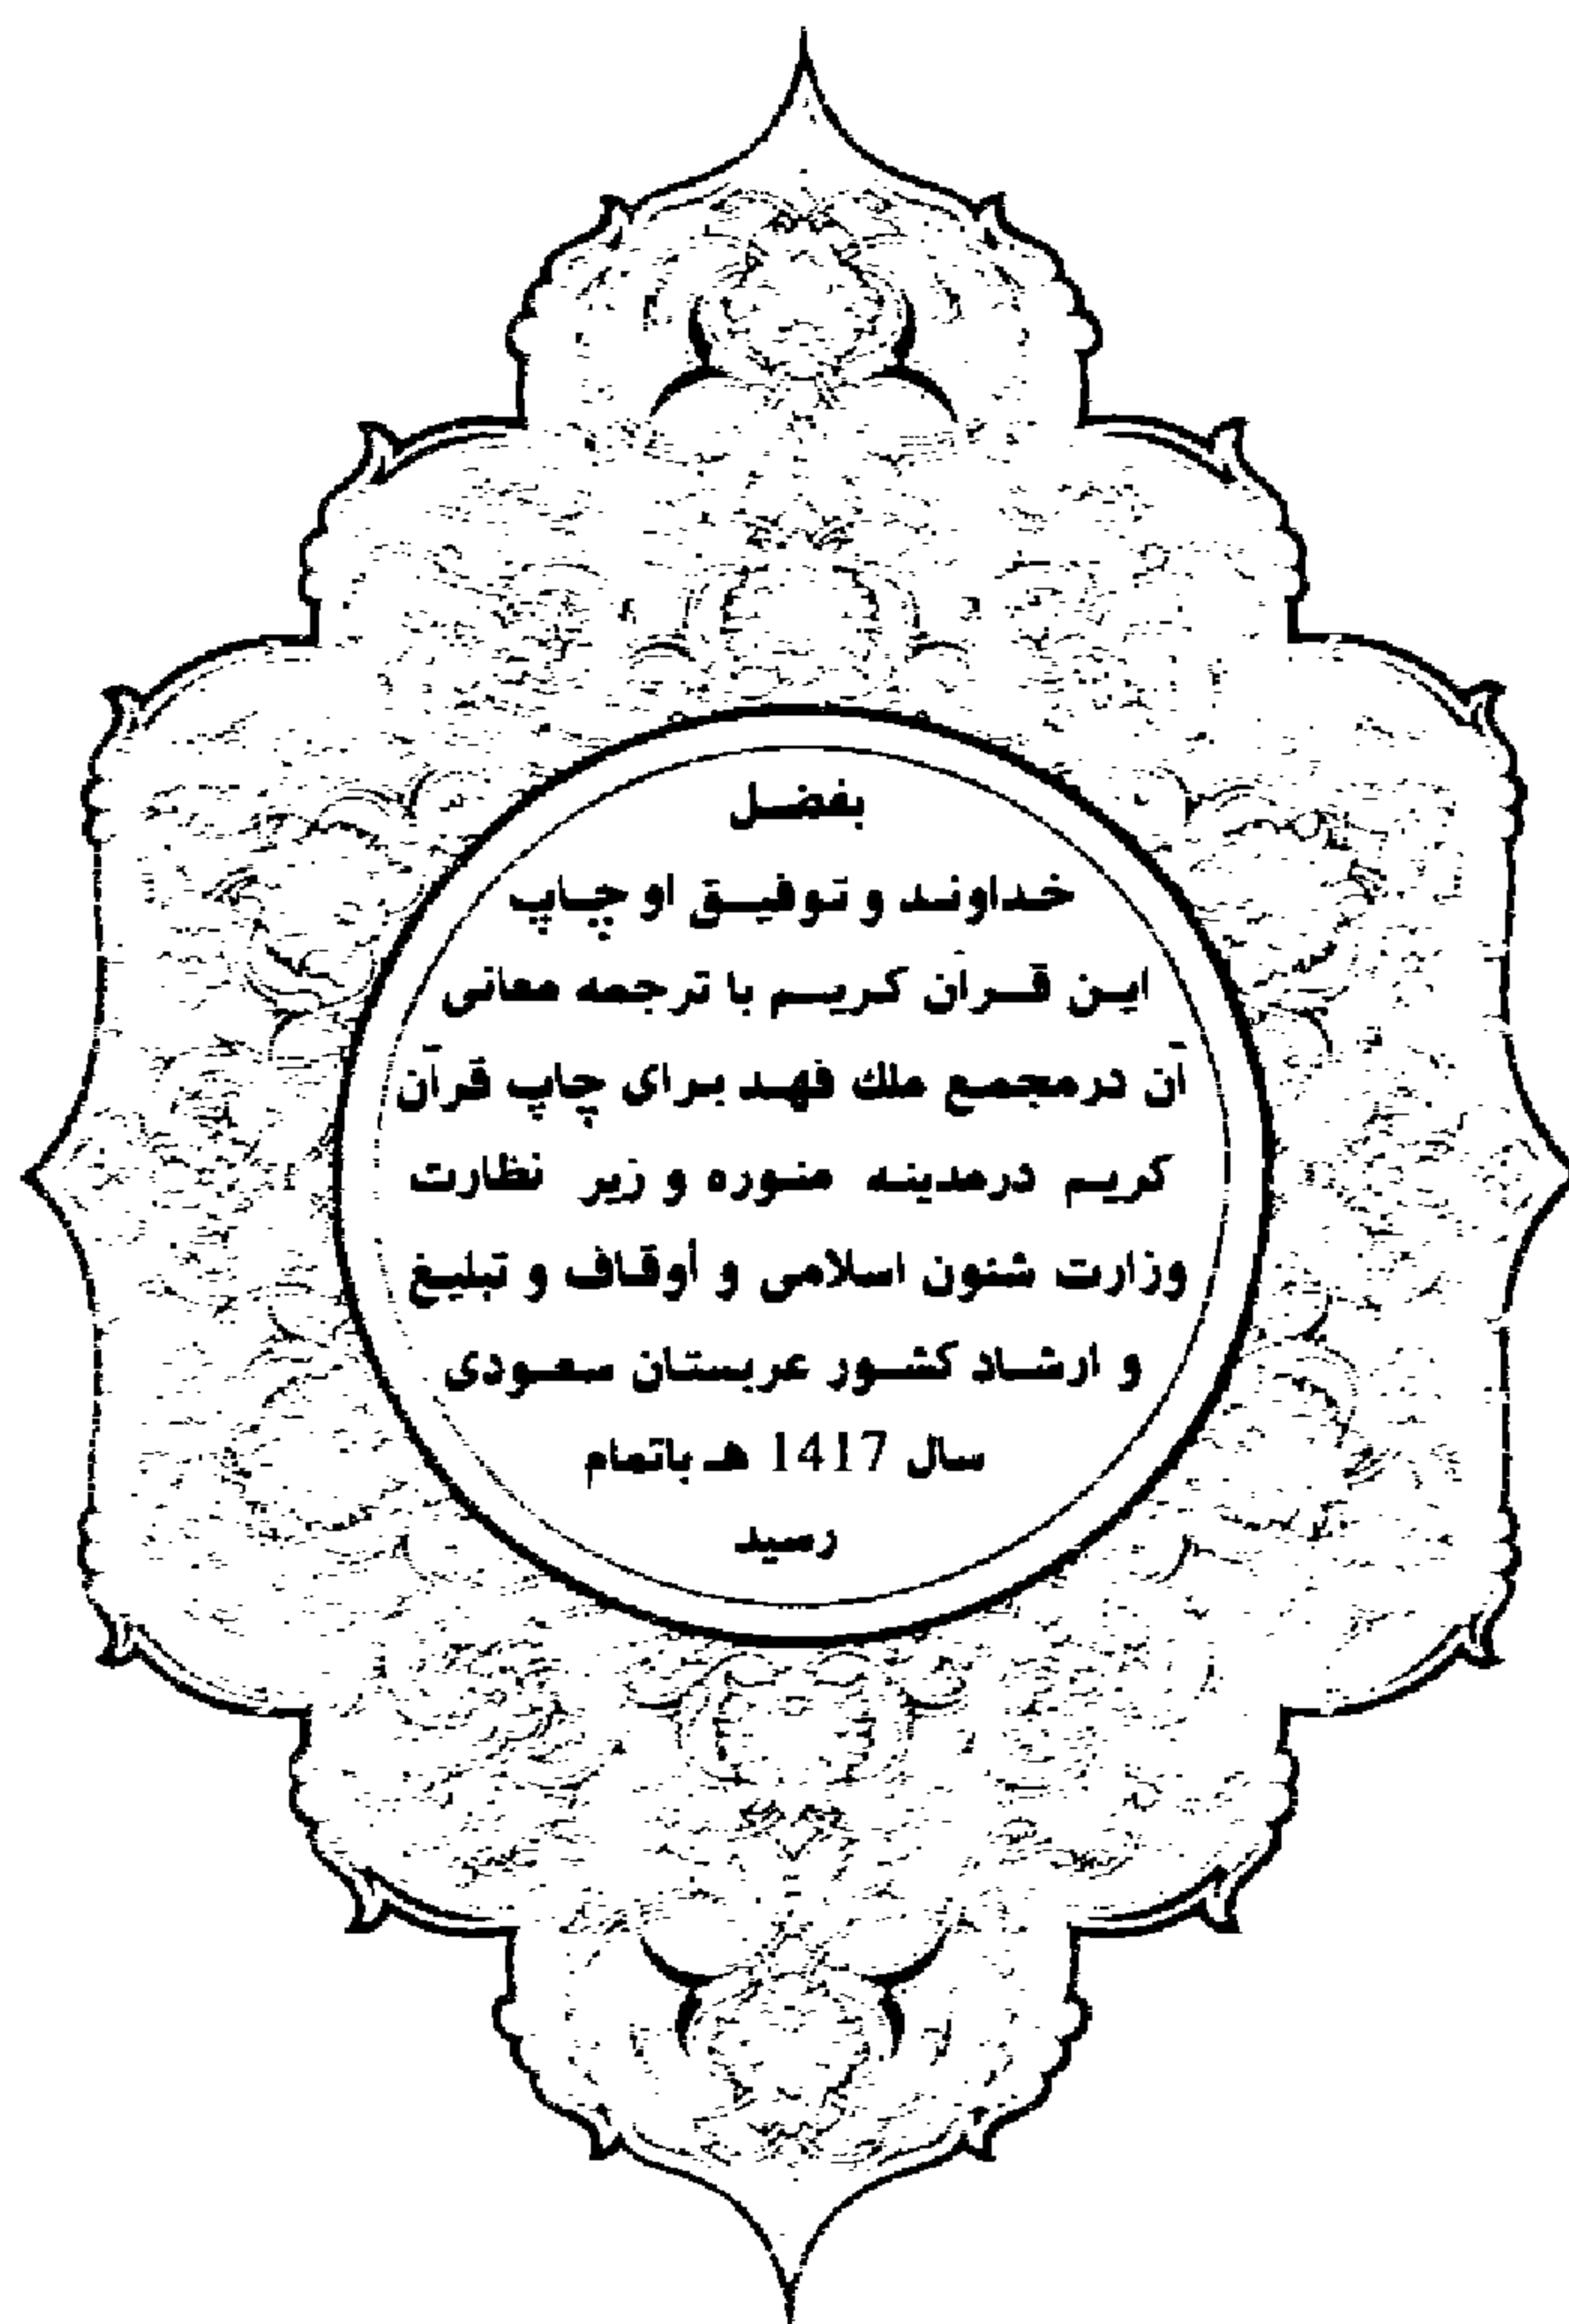 بفضل
خداوند و توفیق او چاپ
این قرآن کریم با ترجمه معانی
آن درمجمع ملك فهد برای چاپ قرآن
کریم درمدینه منوره و زیر نظارت
وزارت شئون اسلامی و أوقاف و تبلیغ
و ارشاد کشور عربستان سعودی
سال 1417 هـ باتمام
رسید